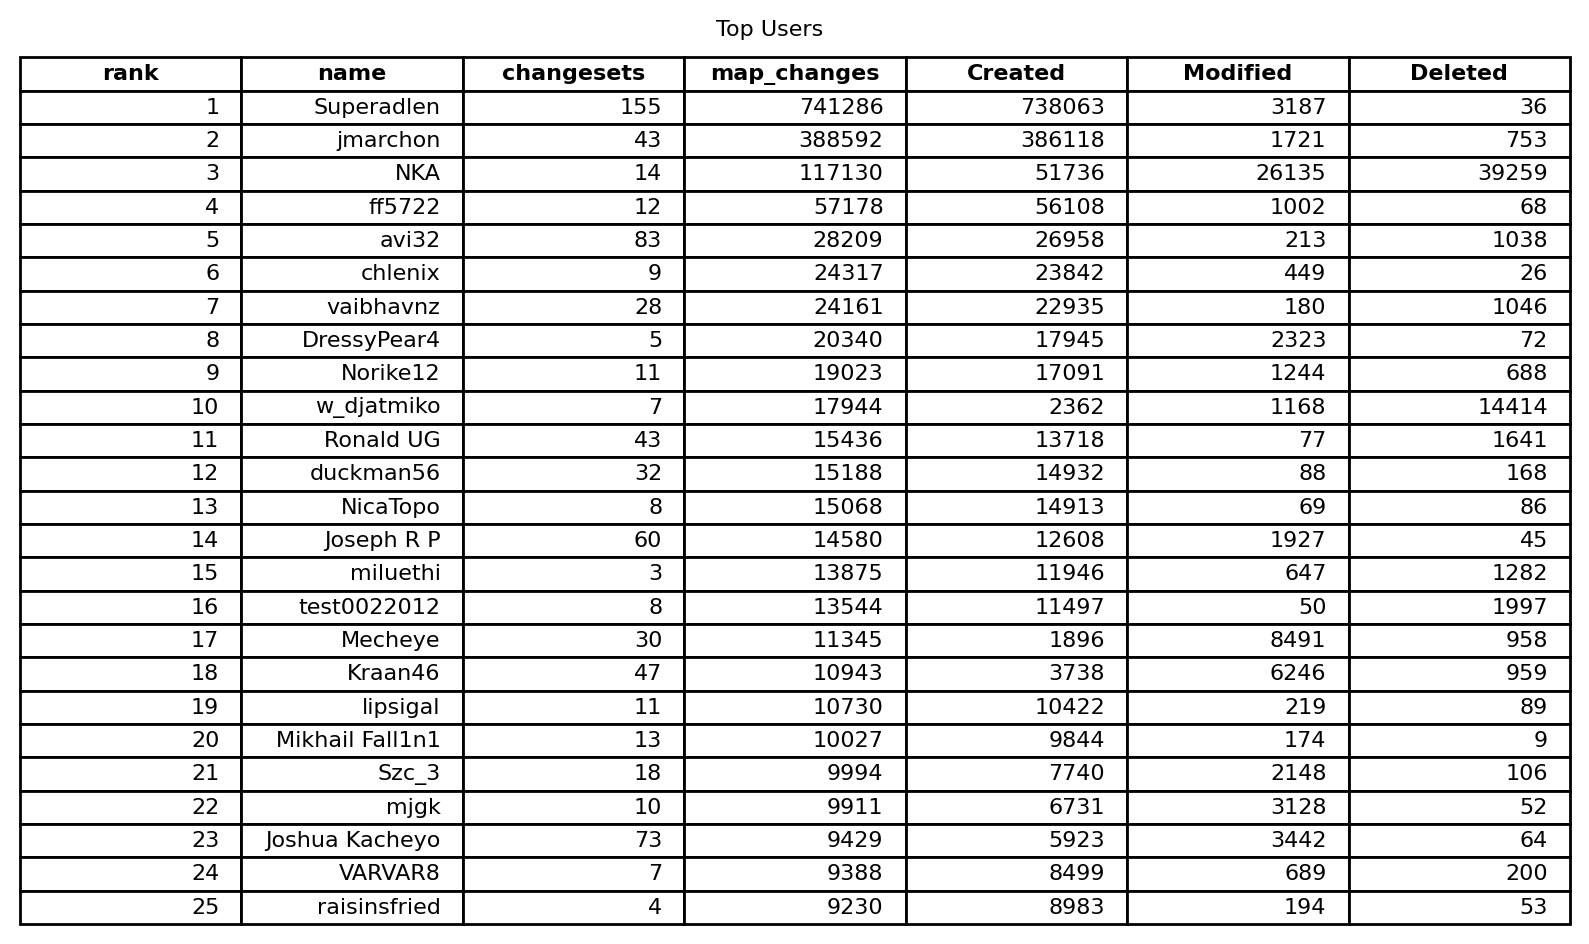 Top Users
rank name changesets map_changes Created Modified Deleted
1 Superadlen 155 741286 738063 3187 36
2 jmarchon 43 388592 386118 1721 753
3 NKA 14 117130 51736 26135 39259
4 ff5722 12 57178 56108 1002 68
5 avi32 83 28209 26958 213 1038
6 chlenix 9 24317 23842 449 26
7 vaibhavnz 28 24161 22935 180 1046
8 DressyPear4 5 20340 17945 2323 72
9 Norike12 11 19023 17091 1244 688
10 w_djatmiko 7 17944 2362 1168 14414
11 Ronald UG 43 15436 13718 77 1641
12 duckman56 32 15188 14932 88 168
13 NicaTopo 8 15068 14913 69 86
14 Joseph R P 60 14580 12608 1927 45
15 miluethi 3 13875 11946 647 1282
16 test0022012 8 13544 11497 50 1997
17 Mecheye 30 11345 1896 8491 958
18 Kraan46 47 10943 3738 6246 959
19 lipsigal 11 10730 10422 219 89
20 Mikhail Fall1n1 13 10027 9844 174 9
21 Szc_3 18 9994 7740 2148 106
22 mjgk 10 9911 6731 3128 52
23 Joshua Kacheyo 73 9429 5923 3442 64
24 VARVAR8 7 9388 8499 689 200
25 raisinsfried 4 9230 8983 194 53